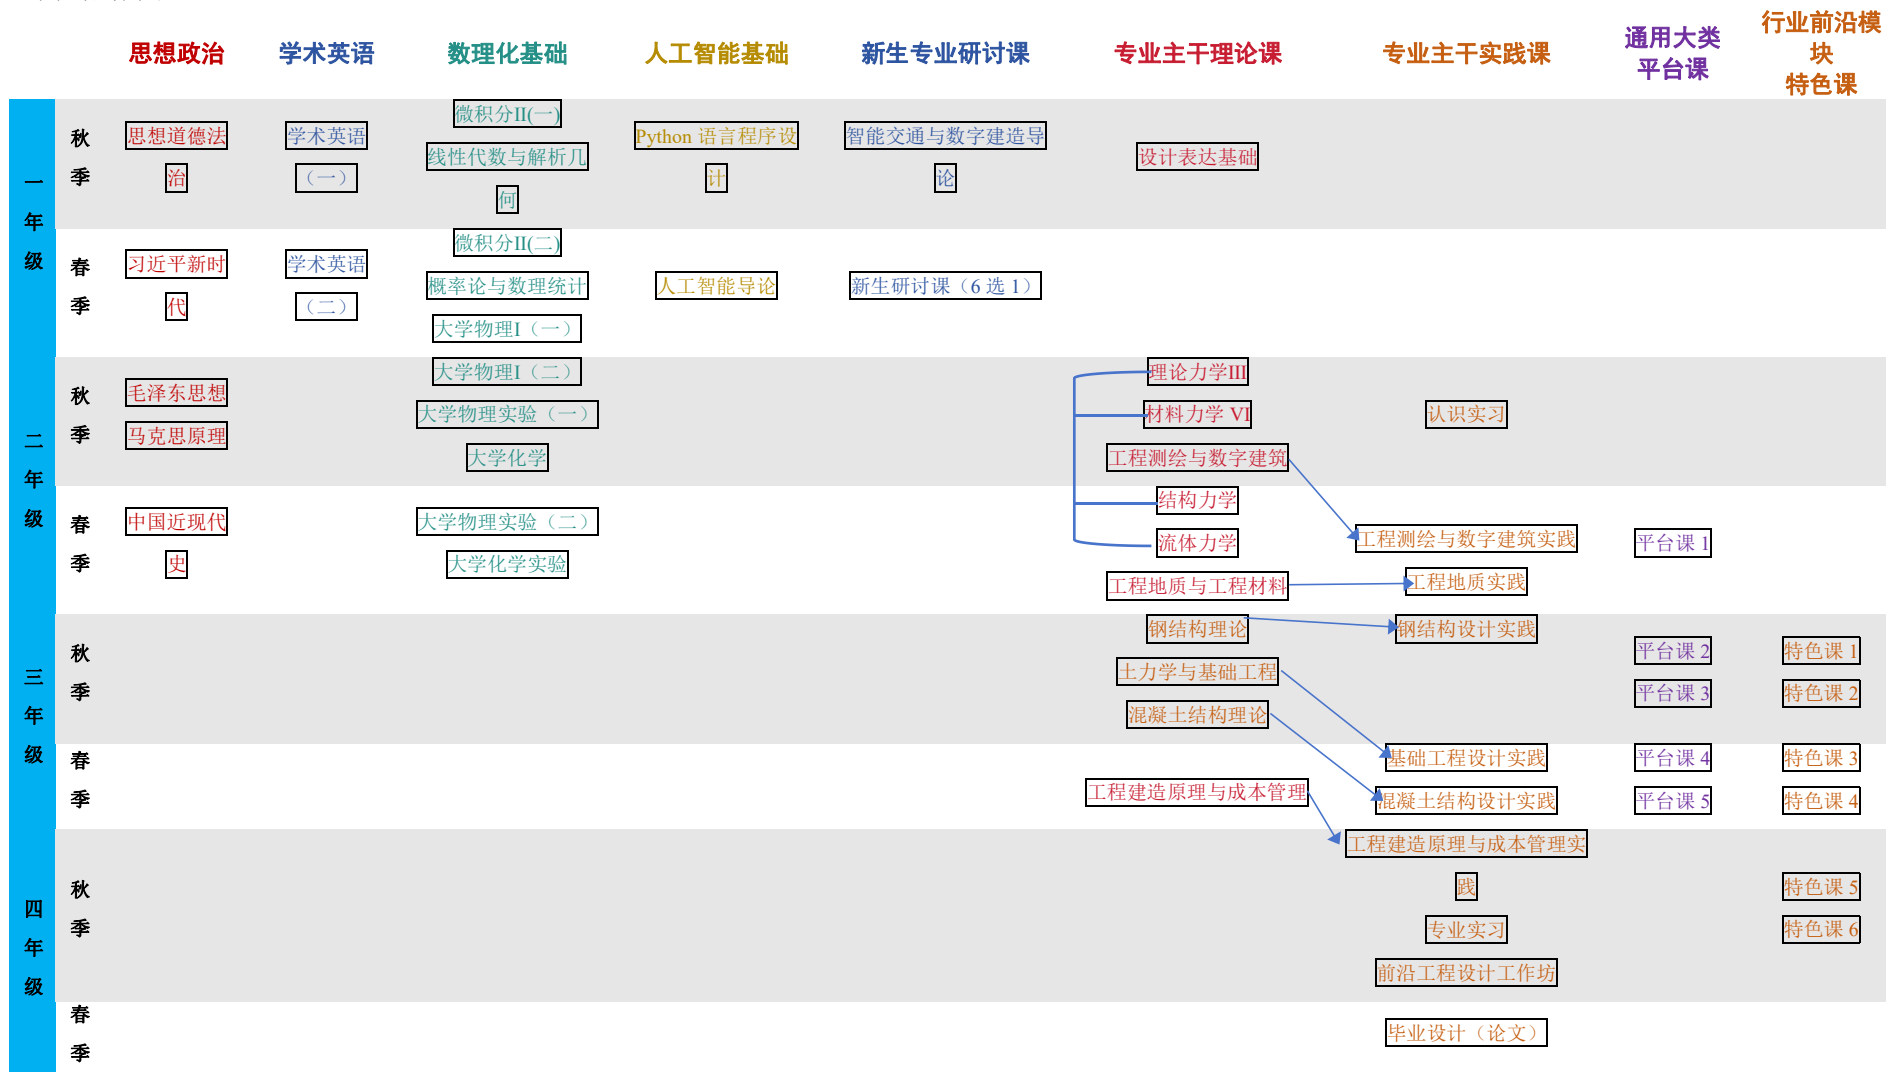 思想政治
学术英语
数理化基础
人工智能基础
新生专业研讨课
专业主干理论课
专业主干实践课
通用大类
平台课
行业前沿模
块
特色课
一
年
级
秋
季
思想道德法
治
学术英语
（一）
微积分II(一)
线性代数与解析几
何
Python 语言程序设
计
智能交通与数字建造导
论
设计表达基础
春
季
习近平新时
代
学术英语
（二）
微积分II(二)
概率论与数理统计
大学物理I（一）
人工智能导论
新生研讨课（6 选 1）
二
年
级
秋
季
毛泽东思想
马克思原理
大学物理I（二）
大学物理实验（一）
大学化学
理论力学III
材料力学 VI
工程测绘与数字建筑
认识实习
春
季
中国近现代
史
大学物理实验（二）
大学化学实验
结构力学
流体力学
工程地质与工程材料
工程测绘与数字建筑实践
工程地质实践
平台课 1
三
年
级
秋
季
钢结构理论
土力学与基础工程
混凝土结构理论
钢结构设计实践
平台课 2
平台课 3
特色课 1
特色课 2
春
季
工程建造原理与成本管理
基础工程设计实践
混凝土结构设计实践
平台课 4
平台课 5
特色课 3
特色课 4
四
年
级
秋
季
工程建造原理与成本管理实
践
专业实习
前沿工程设计工作坊
特色课 5
特色课 6
春
季
毕业设计（论文）